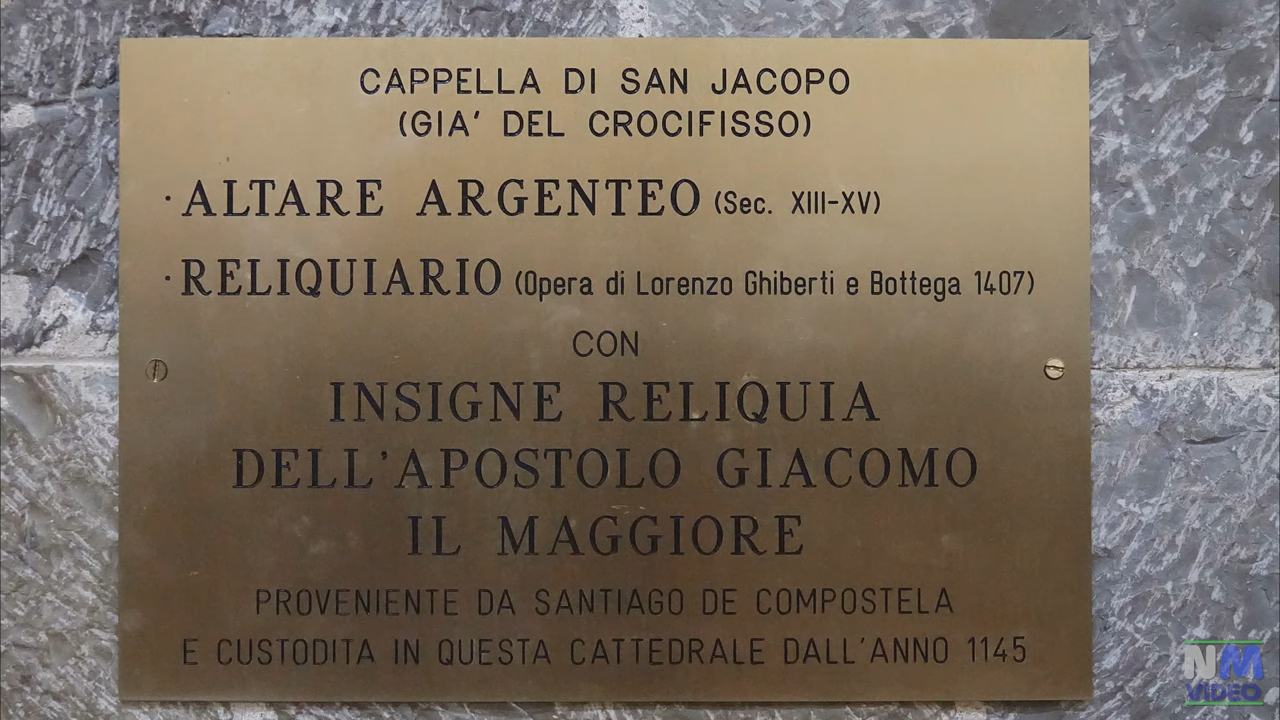 CAPPELLA DI SAN JACOPO
(GIA' DEL CROCIFISSO)
· ALTARE ARGENTEO (Sec. XIII-XV)
· RELIQUIARIO (Opera di Lorenzo Ghiberti e Bottega 1407)
CON
INSIGNE RELIQUIA
DELL'APOSTOLO GIACOMO
IL MAGGIORE
PROVENIENTE DA SANTIAGO DE COMPOSTELA
E CUSTODITA IN QUESTA CATTEDRALE DALL'ANNO 1145
NM
VIDEO